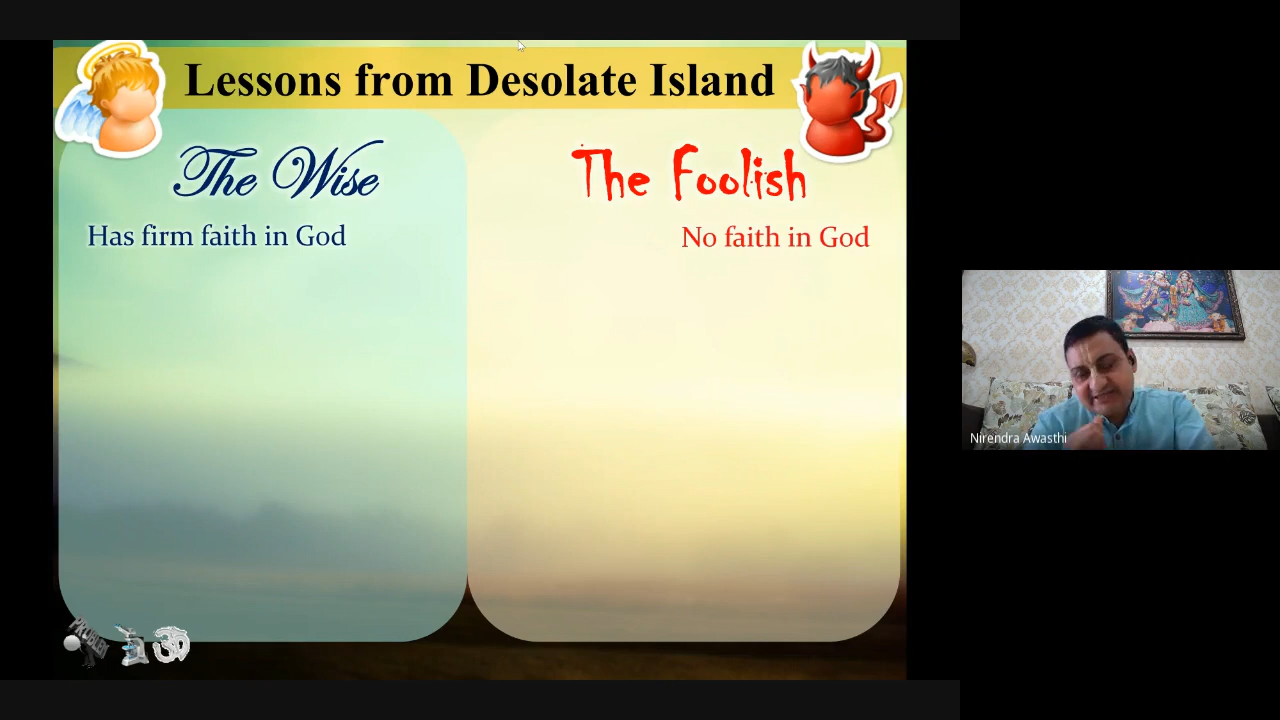 Lessons from Desolate Island
The Wise
The Foolish
Has firm faith in God
No faith in God
Nirendra Awasthi
PROBLEM
ॐ